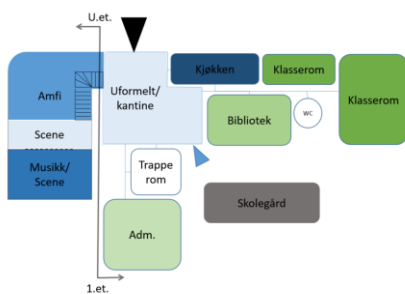 U.et.
Kjøkken
Klasserom
Amfi
Uformelt/
kantine
Klasserom
Bibliotek
WC
Scene
Musikk/
Scene
Trappe
rom
Skolegård
Adm.
1.et.